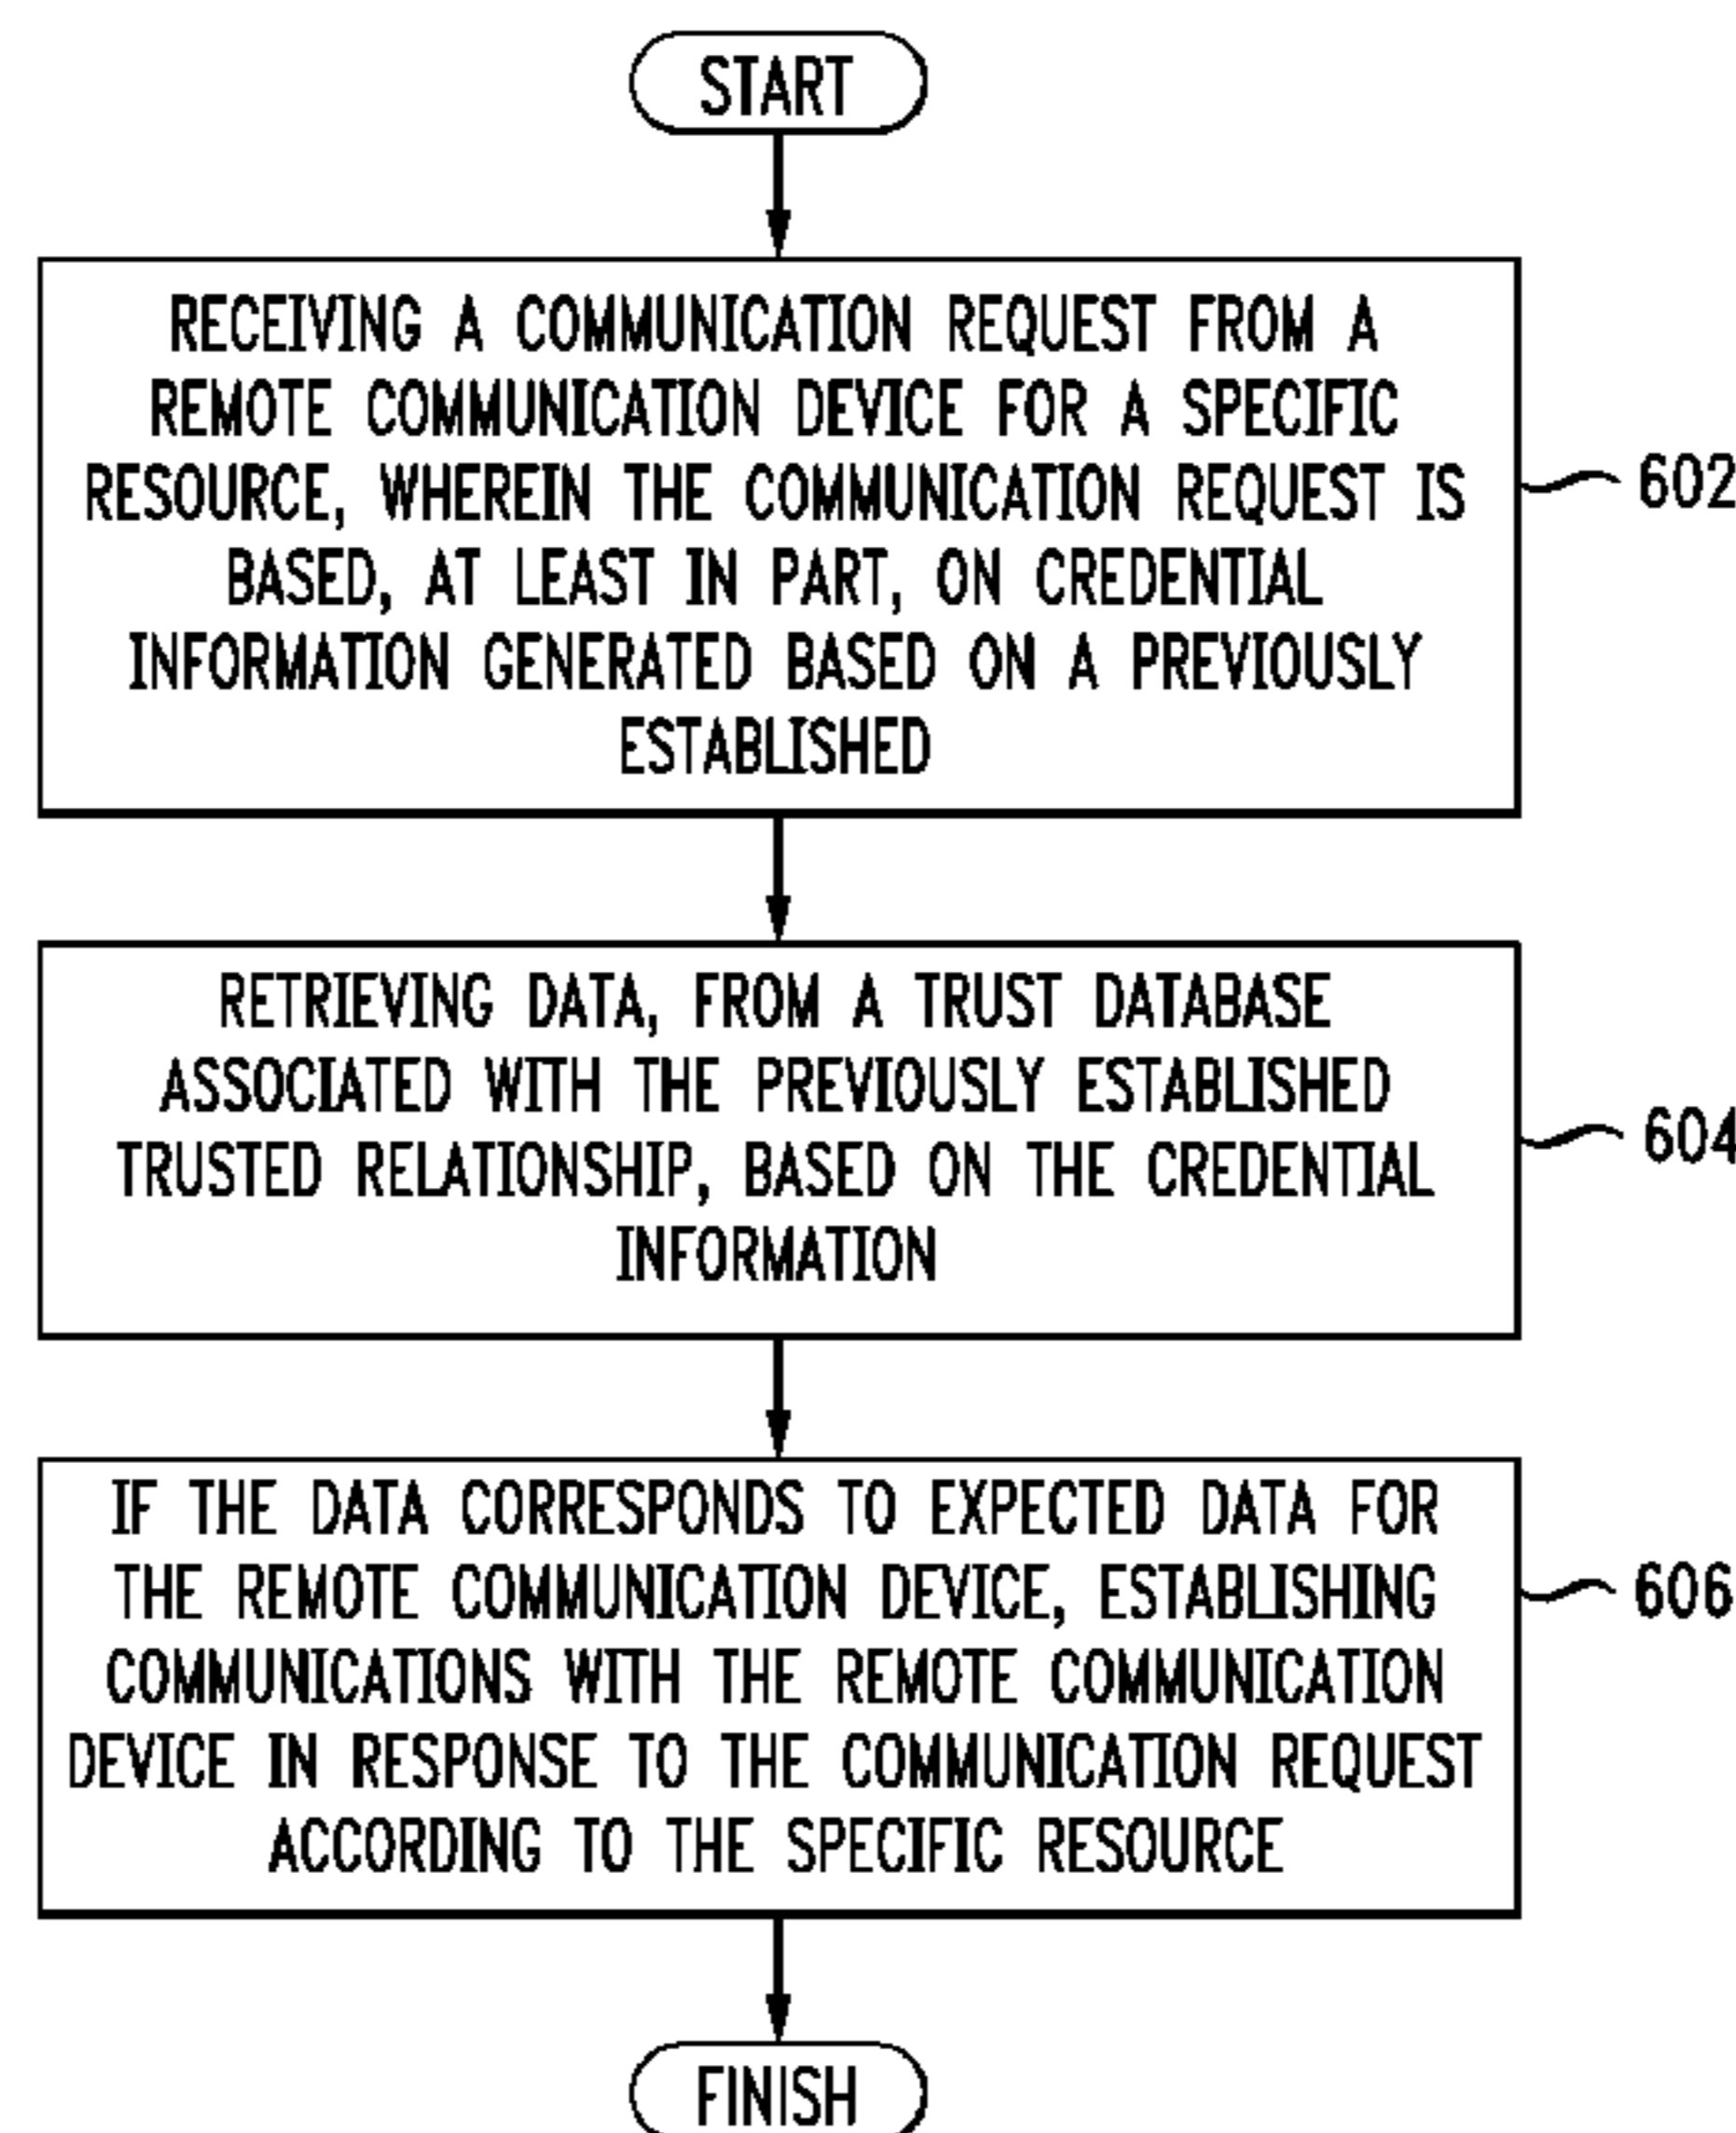 START
RECEIVING A COMMUNICATION REQUEST FROM A
REMOTE COMMUNICATION DEVICE FOR A SPECIFIC
RESOURCE, WHEREIN THE COMMUNICATION REQUEST IS
BASED, AT LEAST IN PART, ON CREDENTIAL
INFORMATION GENERATED BASED ON A PREVIOUSLY
ESTABLISHED
602
RETRIEVING DATA, FROM A TRUST DATABASE
ASSOCIATED WITH THE PREVIOUSLY ESTABLISHED
TRUSTED RELATIONSHIP, BASED ON THE CREDENTIAL
INFORMATION
604
IF THE DATA CORRESPONDS TO EXPECTED DATA FOR
THE REMOTE COMMUNICATION DEVICE, ESTABLISHING
COMMUNICATIONS WITH THE REMOTE COMMUNICATION
DEVICE IN RESPONSE TO THE COMMUNICATION REQUEST
ACCORDING TO THE SPECIFIC RESOURCE
606
FINISH